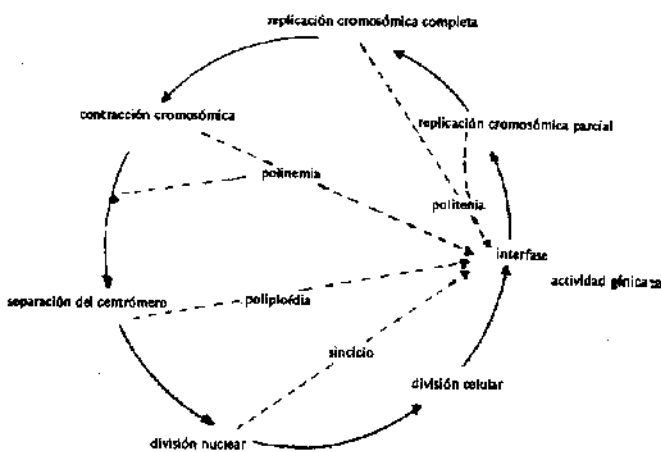 replicación cromosómica completa
contracción cromosómica
replicación cromosómica parcial
polinemia
politenia
interfase
actividad génica
separación del centrómero
poliploédia
sincicio
división celular
división nuclear